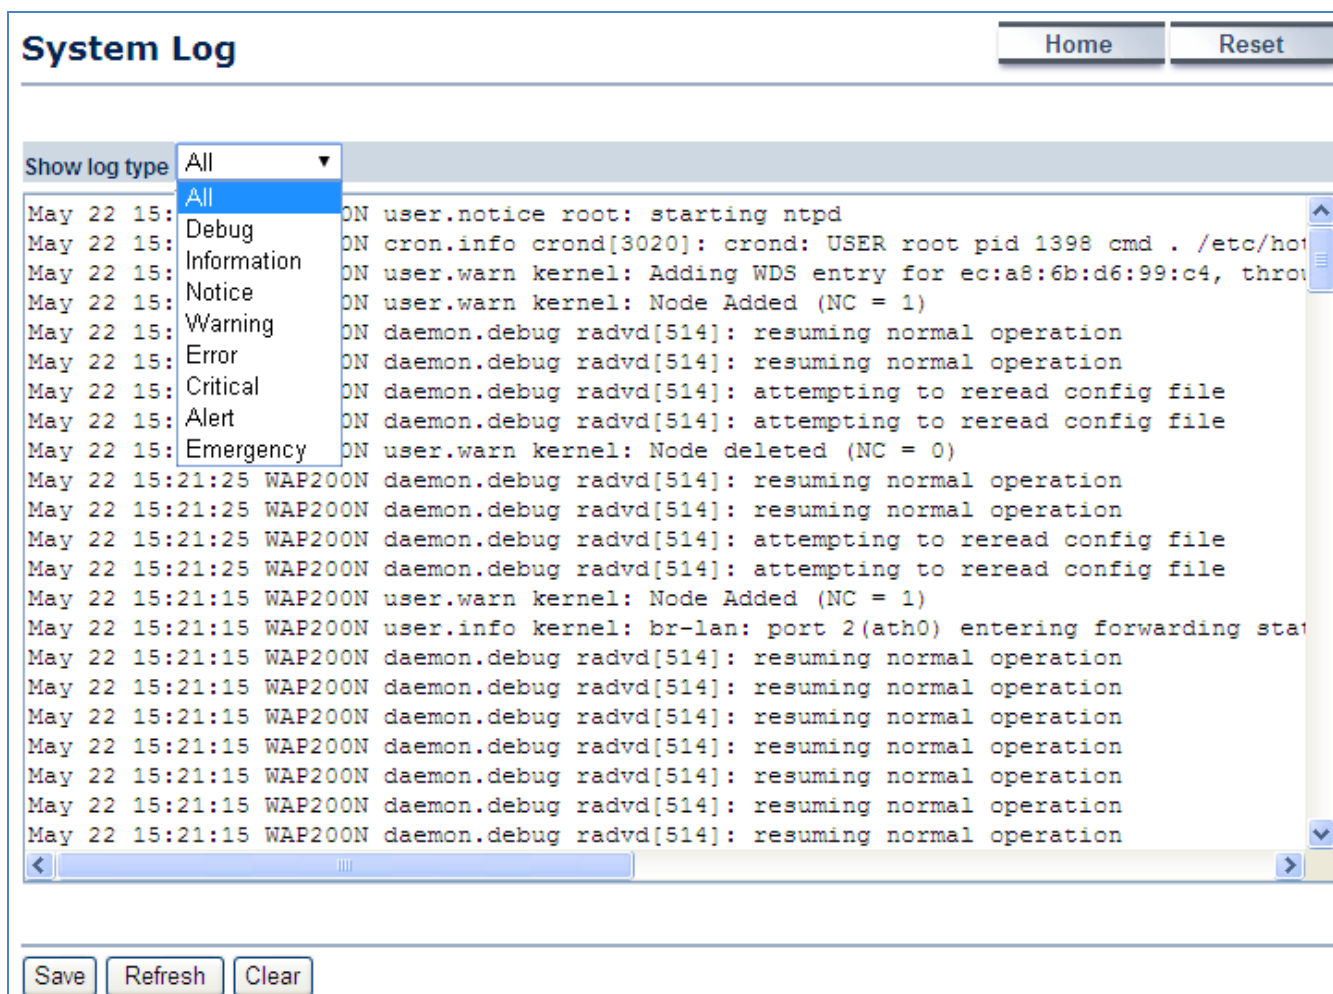 System Log
Home
Reset
Show log type All
All
Debug
Information
Notice
Warning
Error
Critical
Alert
Emergency
May 22 15: 0N user.notice root: starting ntpd
May 22 15: 0N cron.info crond[3020]: crond: USER root pid 1398 cmd . /etc/hot
May 22 15: 0N user.warn kernel: Adding WDS entry for ec:a8:6b:d6:99:c4, throu
May 22 15: 0N user.warn kernel: Node Added (NC = 1)
May 22 15: 0N daemon.debug radvd[514]: resuming normal operation
May 22 15: 0N daemon.debug radvd[514]: resuming normal operation
May 22 15: 0N daemon.debug radvd[514]: attempting to reread config file
May 22 15: 0N daemon.debug radvd[514]: attempting to reread config file
May 22 15: 0N user.warn kernel: Node deleted (NC = 0)
May 22 15:21:25 WAP200N daemon.debug radvd[514]: resuming normal operation
May 22 15:21:25 WAP200N daemon.debug radvd[514]: resuming normal operation
May 22 15:21:25 WAP200N daemon.debug radvd[514]: attempting to reread config file
May 22 15:21:25 WAP200N daemon.debug radvd[514]: attempting to reread config file
May 22 15:21:15 WAP200N user.warn kernel: Node Added (NC = 1)
May 22 15:21:15 WAP200N user.info kernel: br-lan: port 2(ath0) entering forwarding stat
May 22 15:21:15 WAP200N daemon.debug radvd[514]: resuming normal operation
May 22 15:21:15 WAP200N daemon.debug radvd[514]: resuming normal operation
May 22 15:21:15 WAP200N daemon.debug radvd[514]: resuming normal operation
May 22 15:21:15 WAP200N daemon.debug radvd[514]: resuming normal operation
May 22 15:21:15 WAP200N daemon.debug radvd[514]: resuming normal operation
May 22 15:21:15 WAP200N daemon.debug radvd[514]: resuming normal operation
May 22 15:21:15 WAP200N daemon.debug radvd[514]: resuming normal operation
Save
Refresh
Clear